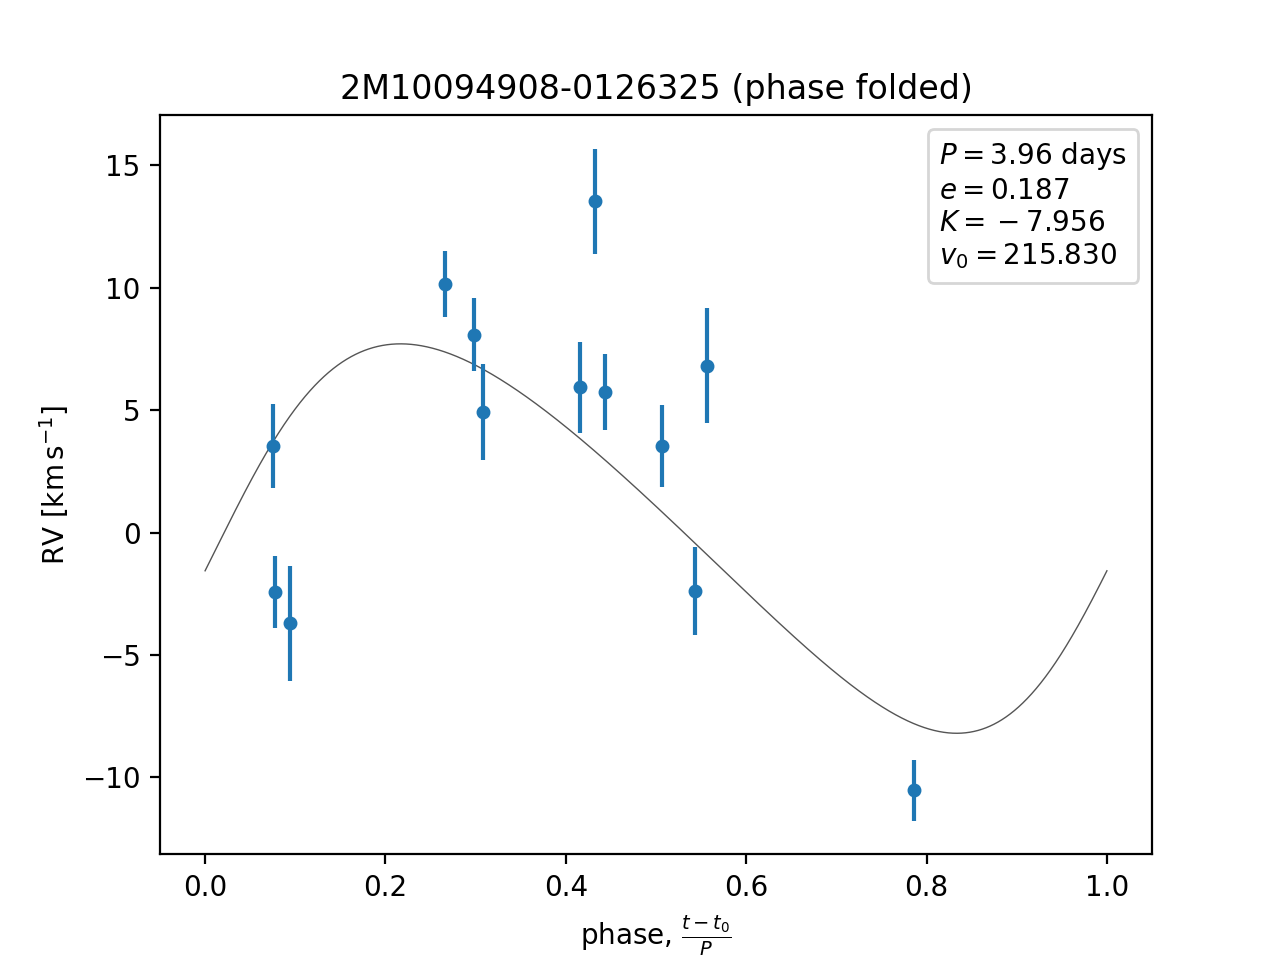 2M10094908-0126325 (phase folded)
P = 3.96 days
e = 0.187
K = −7.956
v₀ = 215.830
RV [km s⁻¹]
15
10
5
0
−5
−10
0.0 0.2 0.4 0.6 0.8 1.0
phase, (t − t₀)/P